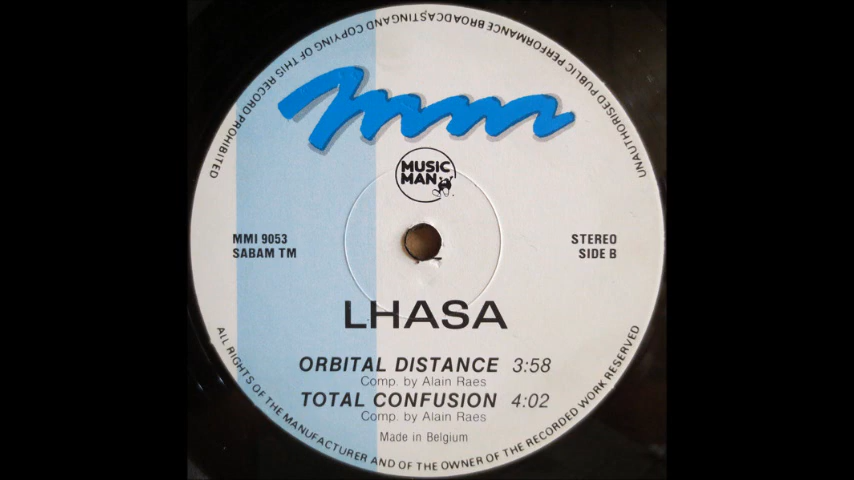 UNAUTHORISED PUBLIC PERFORMANCE BROADCASTING AND COPYING OF THIS RECORD PROHIBITED
mm
MUSIC
MAN
MMI 9053
SABAM TM
STEREO
SIDE B
LHASA
ORBITAL DISTANCE 3:58
Comp. by Alain Raes
TOTAL CONFUSION 4:02
Comp. by Alain Raes
Made in Belgium
ALL RIGHTS OF THE MANUFACTURER AND OF THE OWNER OF THE RECORDED WORK RESERVED